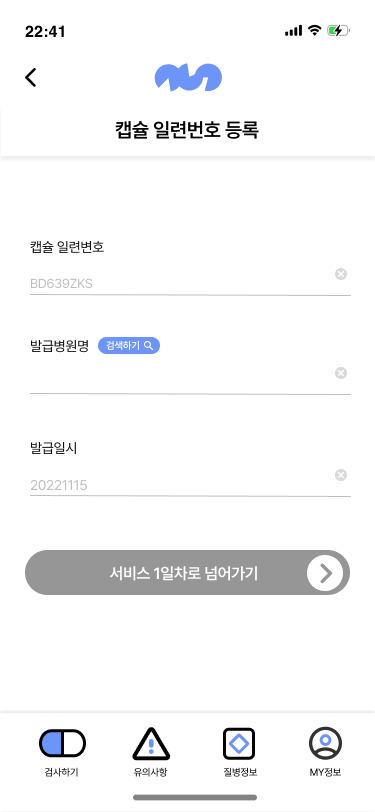 22:41
캡슐 일련번호 등록
캡슐 일련변호
BD639ZKS
발급병원명 검색하기
발급일시
20221115
서비스 1일차로 넘어가기
검사하기 유의사항 질병정보 MY정보